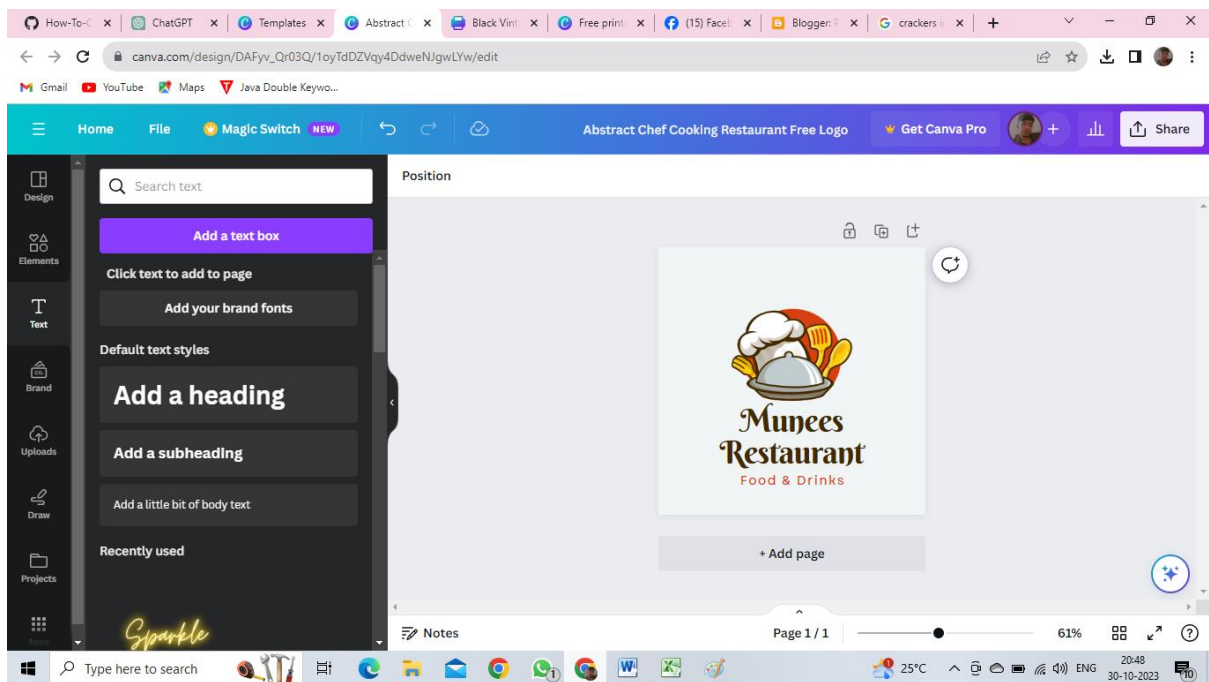 How-To-C
ChatGPT
Templates
Abstract C
Black Vint
Free print
(15) Faceb
Blogger: P
crackers i
canva.com/design/DAFyv_Qr03Q/1oyTdDZVqy4DdweNJgwLYw/edit
Gmail
YouTube
Maps
Java Double Keywo...
Home
File
Magic Switch NEW
Abstract Chef Cooking Restaurant Free Logo
Get Canva Pro
Share
Design
Elements
Text
Brand
Uploads
Draw
Projects
Apps
Search text
Add a text box
Click text to add to page
Add your brand fonts
Default text styles
Add a heading
Add a subheading
Add a little bit of body text
Recently used
Sparkle
Position
Munees
Restaurant
Food & Drinks
+ Add page
Notes
Page 1 / 1
61%
Type here to search
25°C
ENG
20:48
30-10-2023